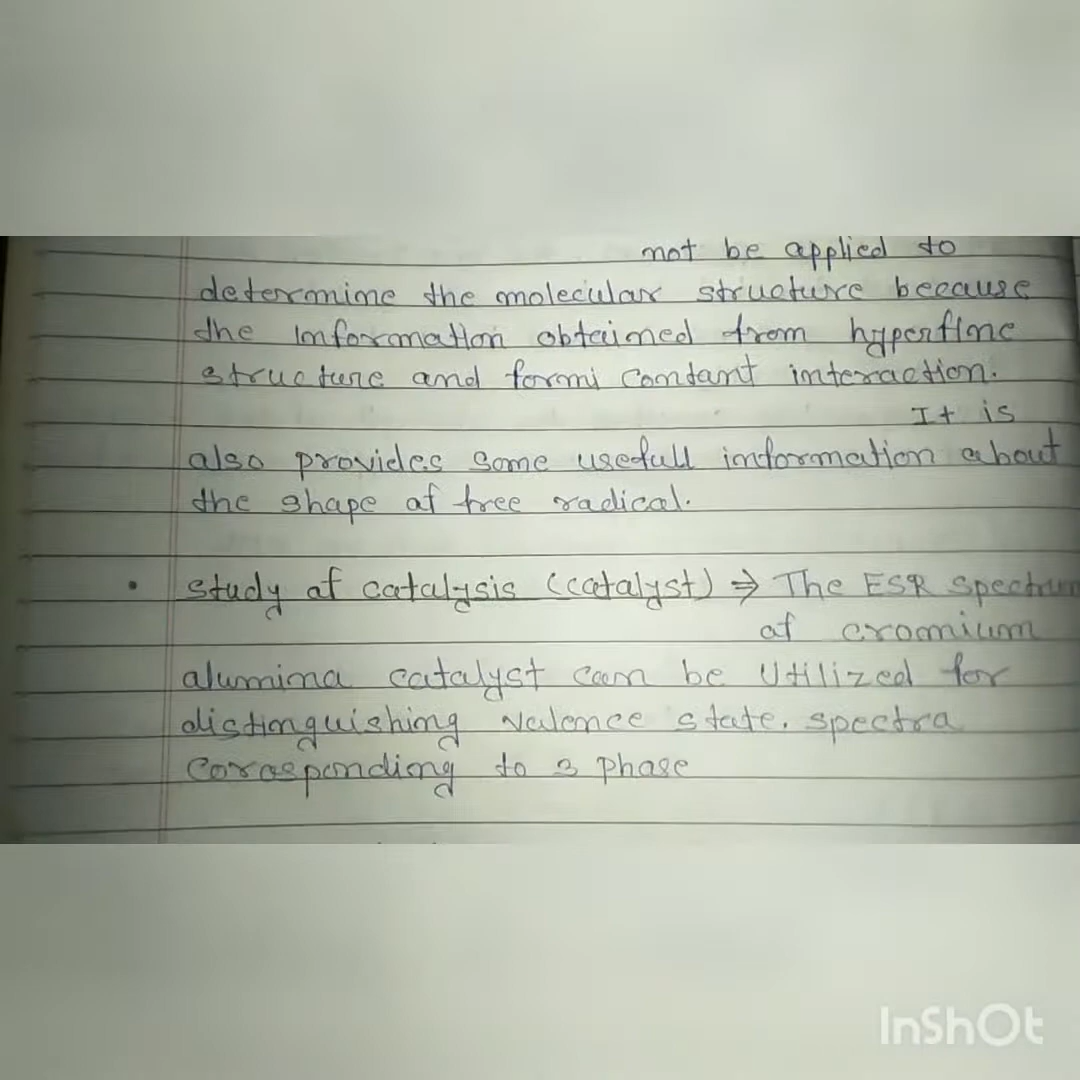 not be applied to
determine the molecular structure because
the information obtained from hyperfine
structure and formi contant interaction.
It is
also provides some usefull information about
the shape of free radical.
• Study of catalysis (catalyst) ⇒ The ESR spectrum
of cromium
alumina catalyst can be Utilized for
distinguishing valence state. spectra
Corasponding to 3 phase
InShOt